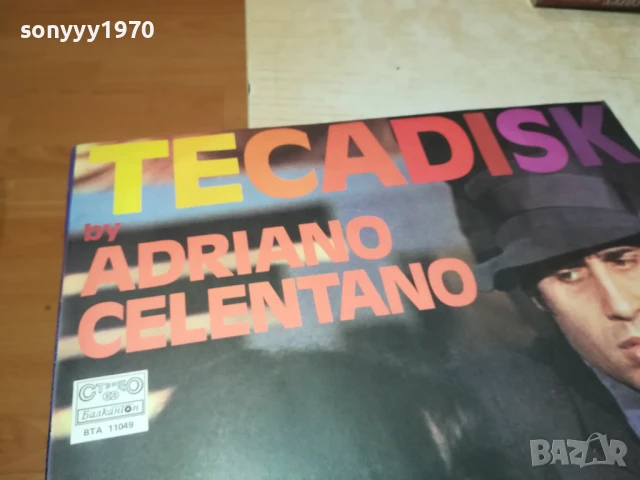 sonyyy1970
TECADISK
by
ADRIANO
CELENTANO
СТЕРЕО
Балкантон
ВТА 11049
BAZAR